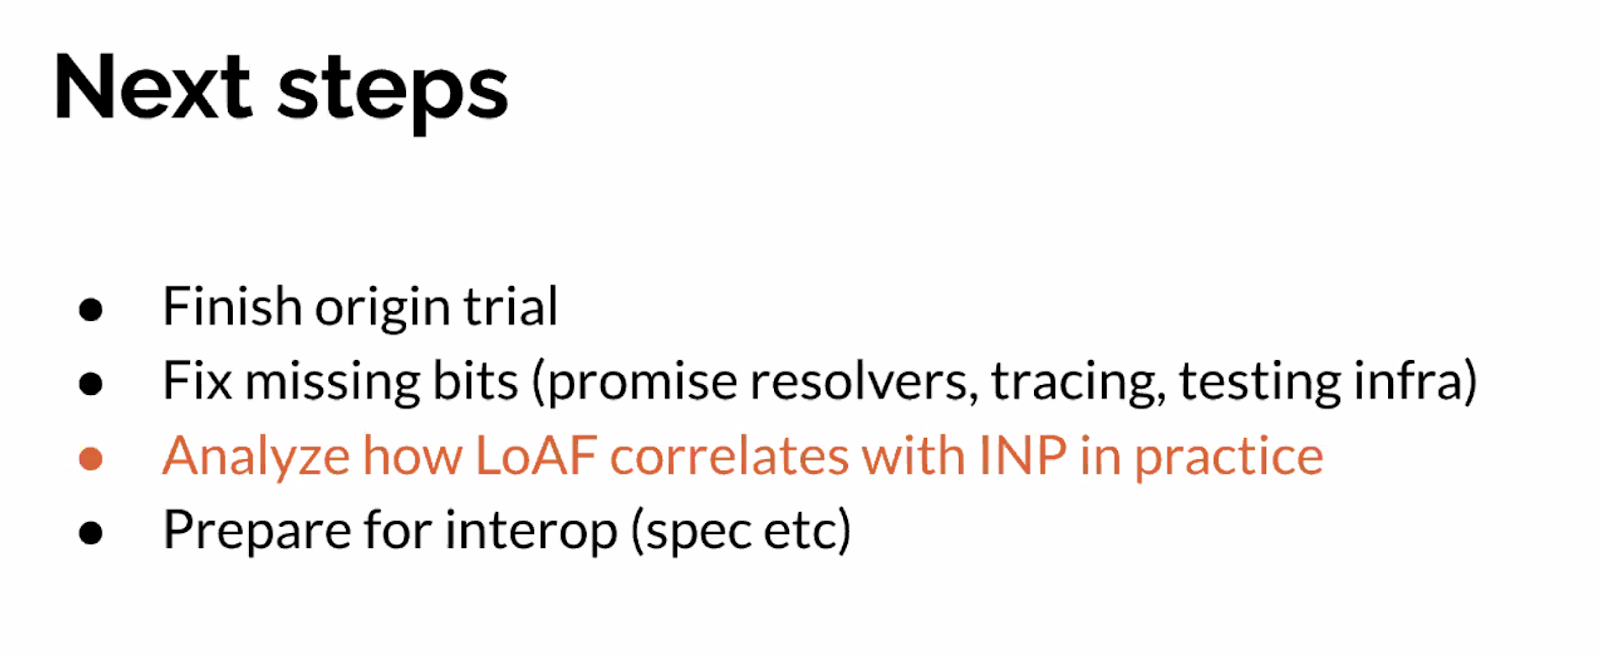 Next steps
● Finish origin trial
● Fix missing bits (promise resolvers, tracing, testing infra)
● Analyze how LoAF correlates with INP in practice
● Prepare for interop (spec etc)